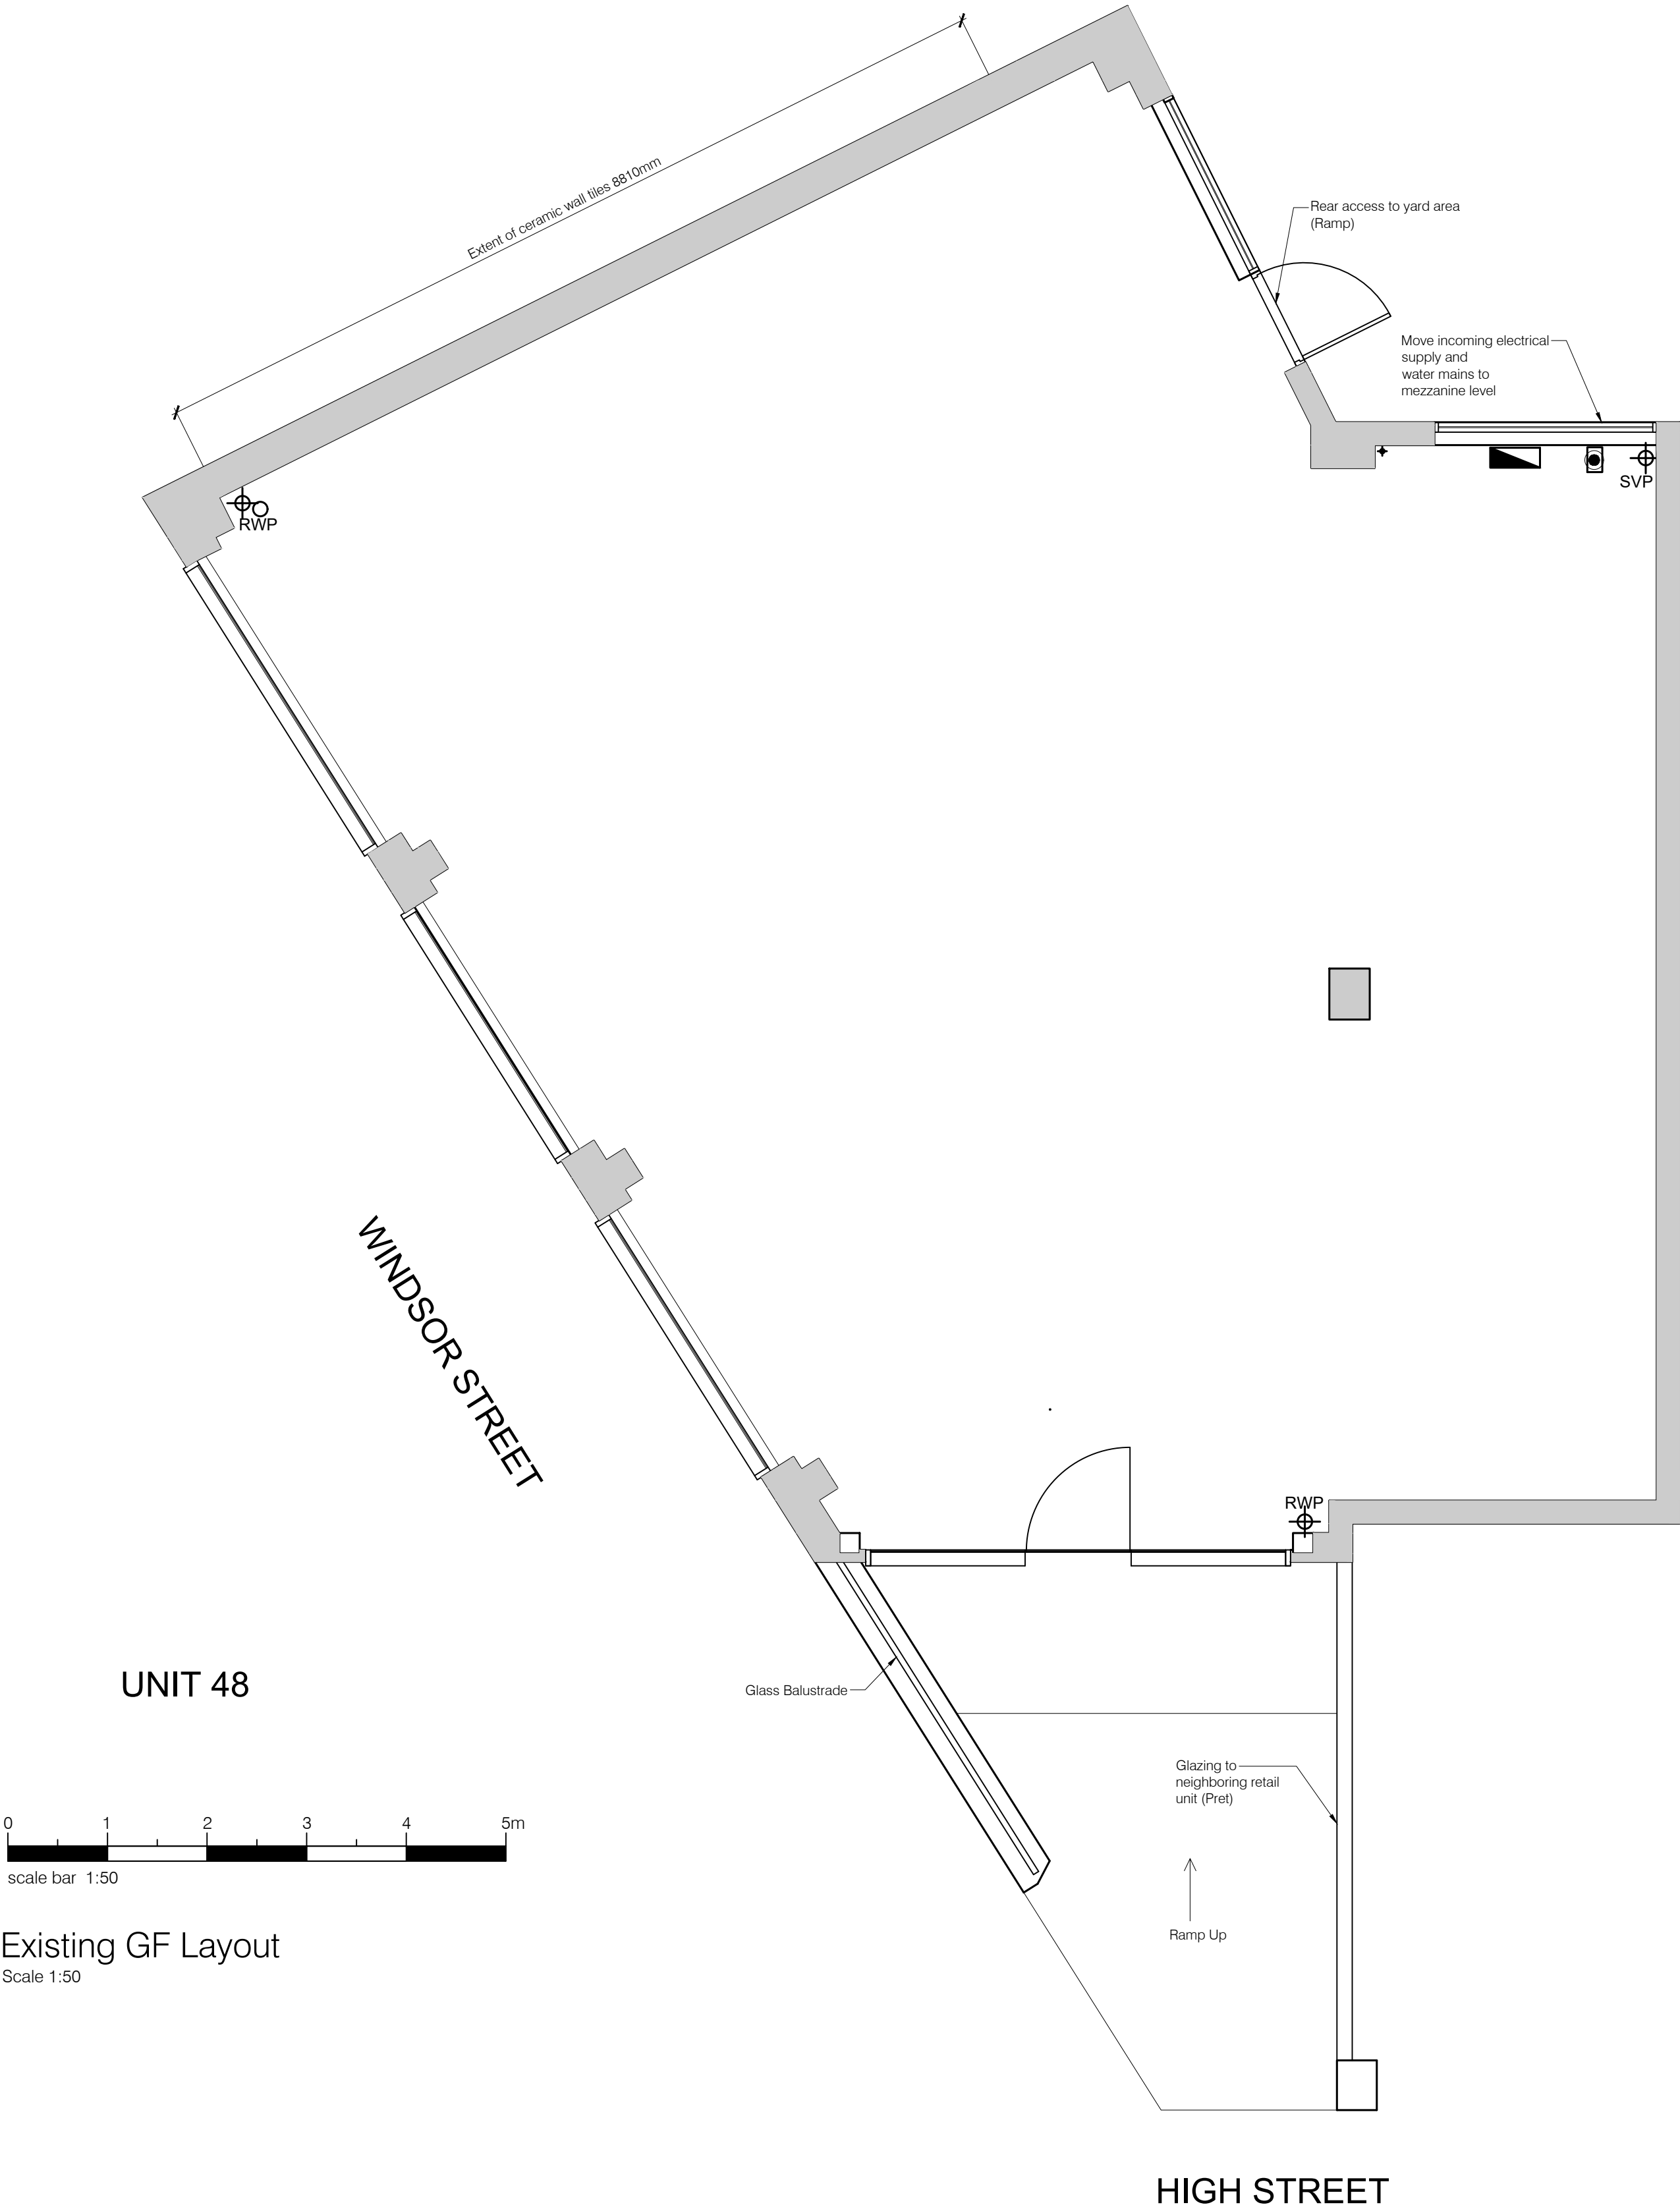 Extent of ceramic wall tiles 8810mm
Rear access to yard area
(Ramp)
Move incoming electrical
supply and
water mains to
mezzanine level
SVP
RWP
WINDSOR STREET
RWP
UNIT 48
Glass Balustrade
Glazing to
neighboring retail
unit (Pret)
0 1 2 3 4 5m
scale bar 1:50
Ramp Up
Existing GF Layout
Scale 1:50
HIGH STREET